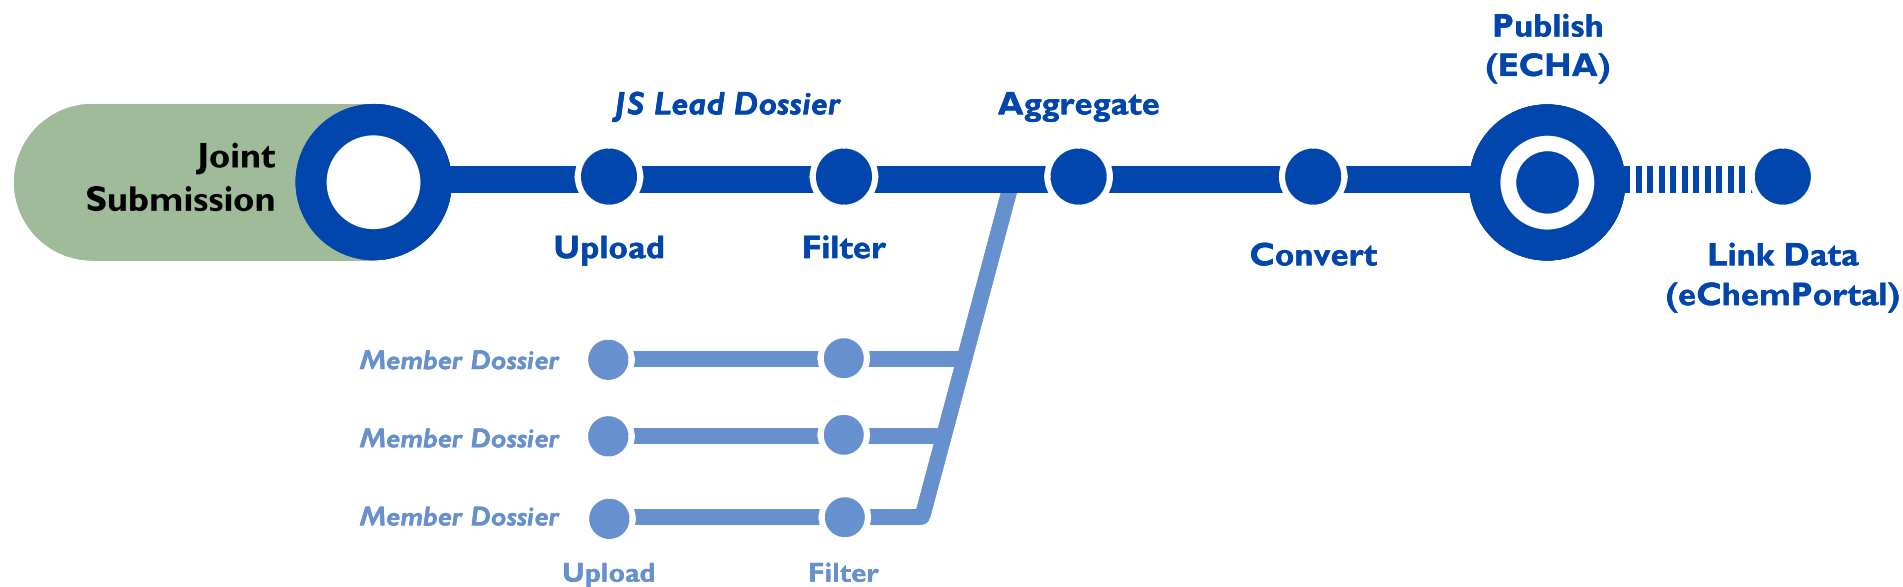 Joint
Submission
JS Lead Dossier
Upload
Filter
Aggregate
Convert
Publish
(ECHA)
Link Data
(eChemPortal)
Member Dossier
Member Dossier
Member Dossier
Upload
Filter